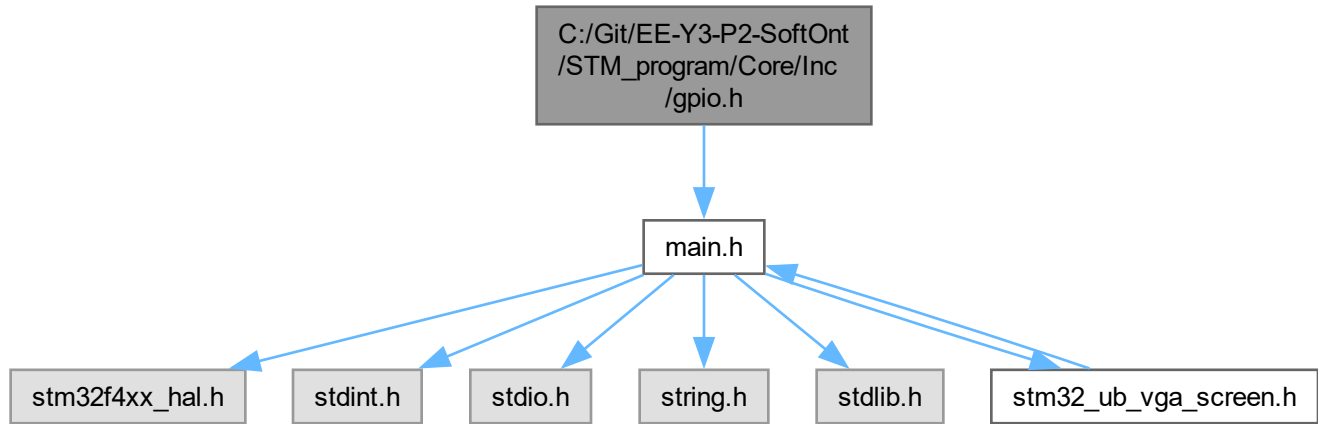 C:/Git/EE-Y3-P2-SoftOnt
/STM_program/Core/Inc
/gpio.h
main.h
stm32f4xx_hal.h
stdint.h
stdio.h
string.h
stdlib.h
stm32_ub_vga_screen.h